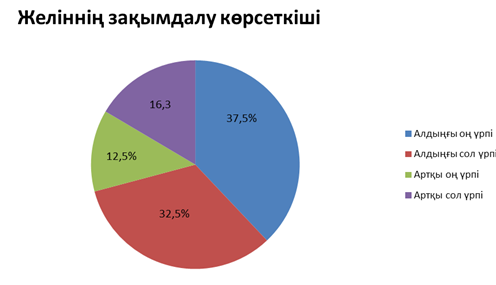 Желіннің зақымдалу көрсеткіші
37,5%
32,5%
12,5%
16,3
Алдыңғы оң үрпі
Алдыңғы сол үрпі
Артқы оң үрпі
Артқы сол үрпі